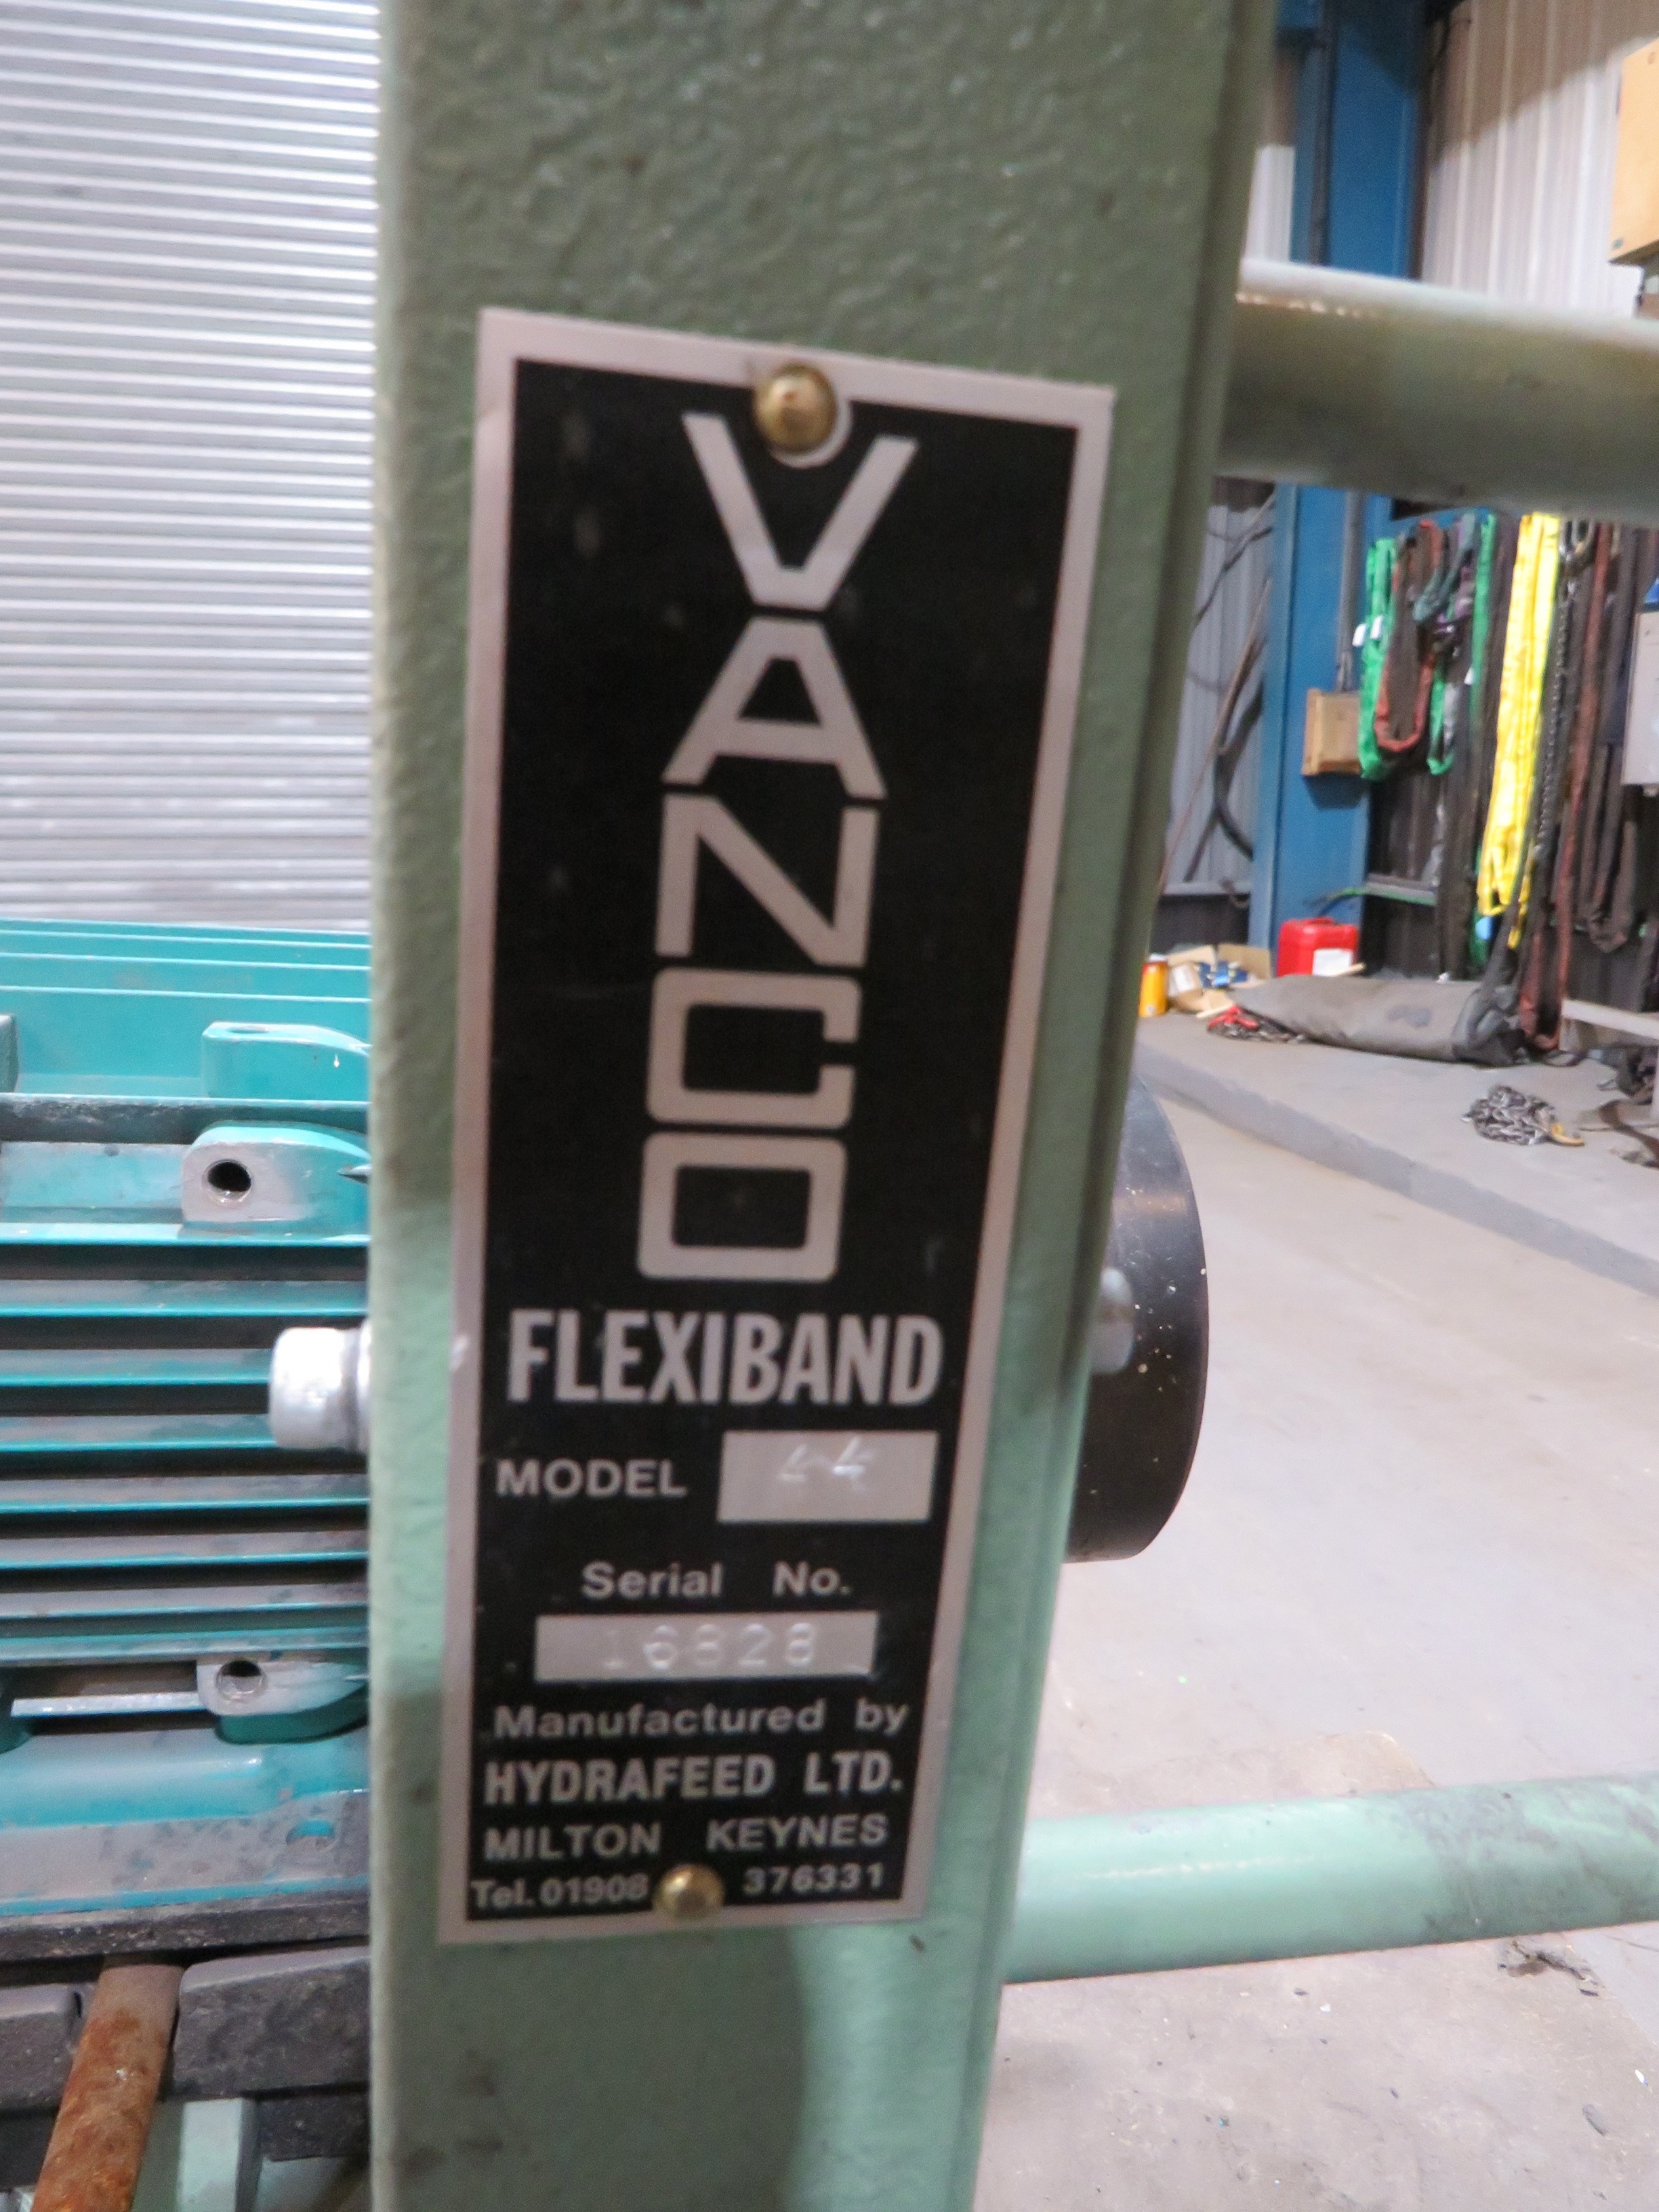 VANCO
FLEXIBAND
MODEL 44
Serial No.
16828
Manufactured by
HYDRAFEED LTD.
MILTON KEYNES
Tel. 01908 376331